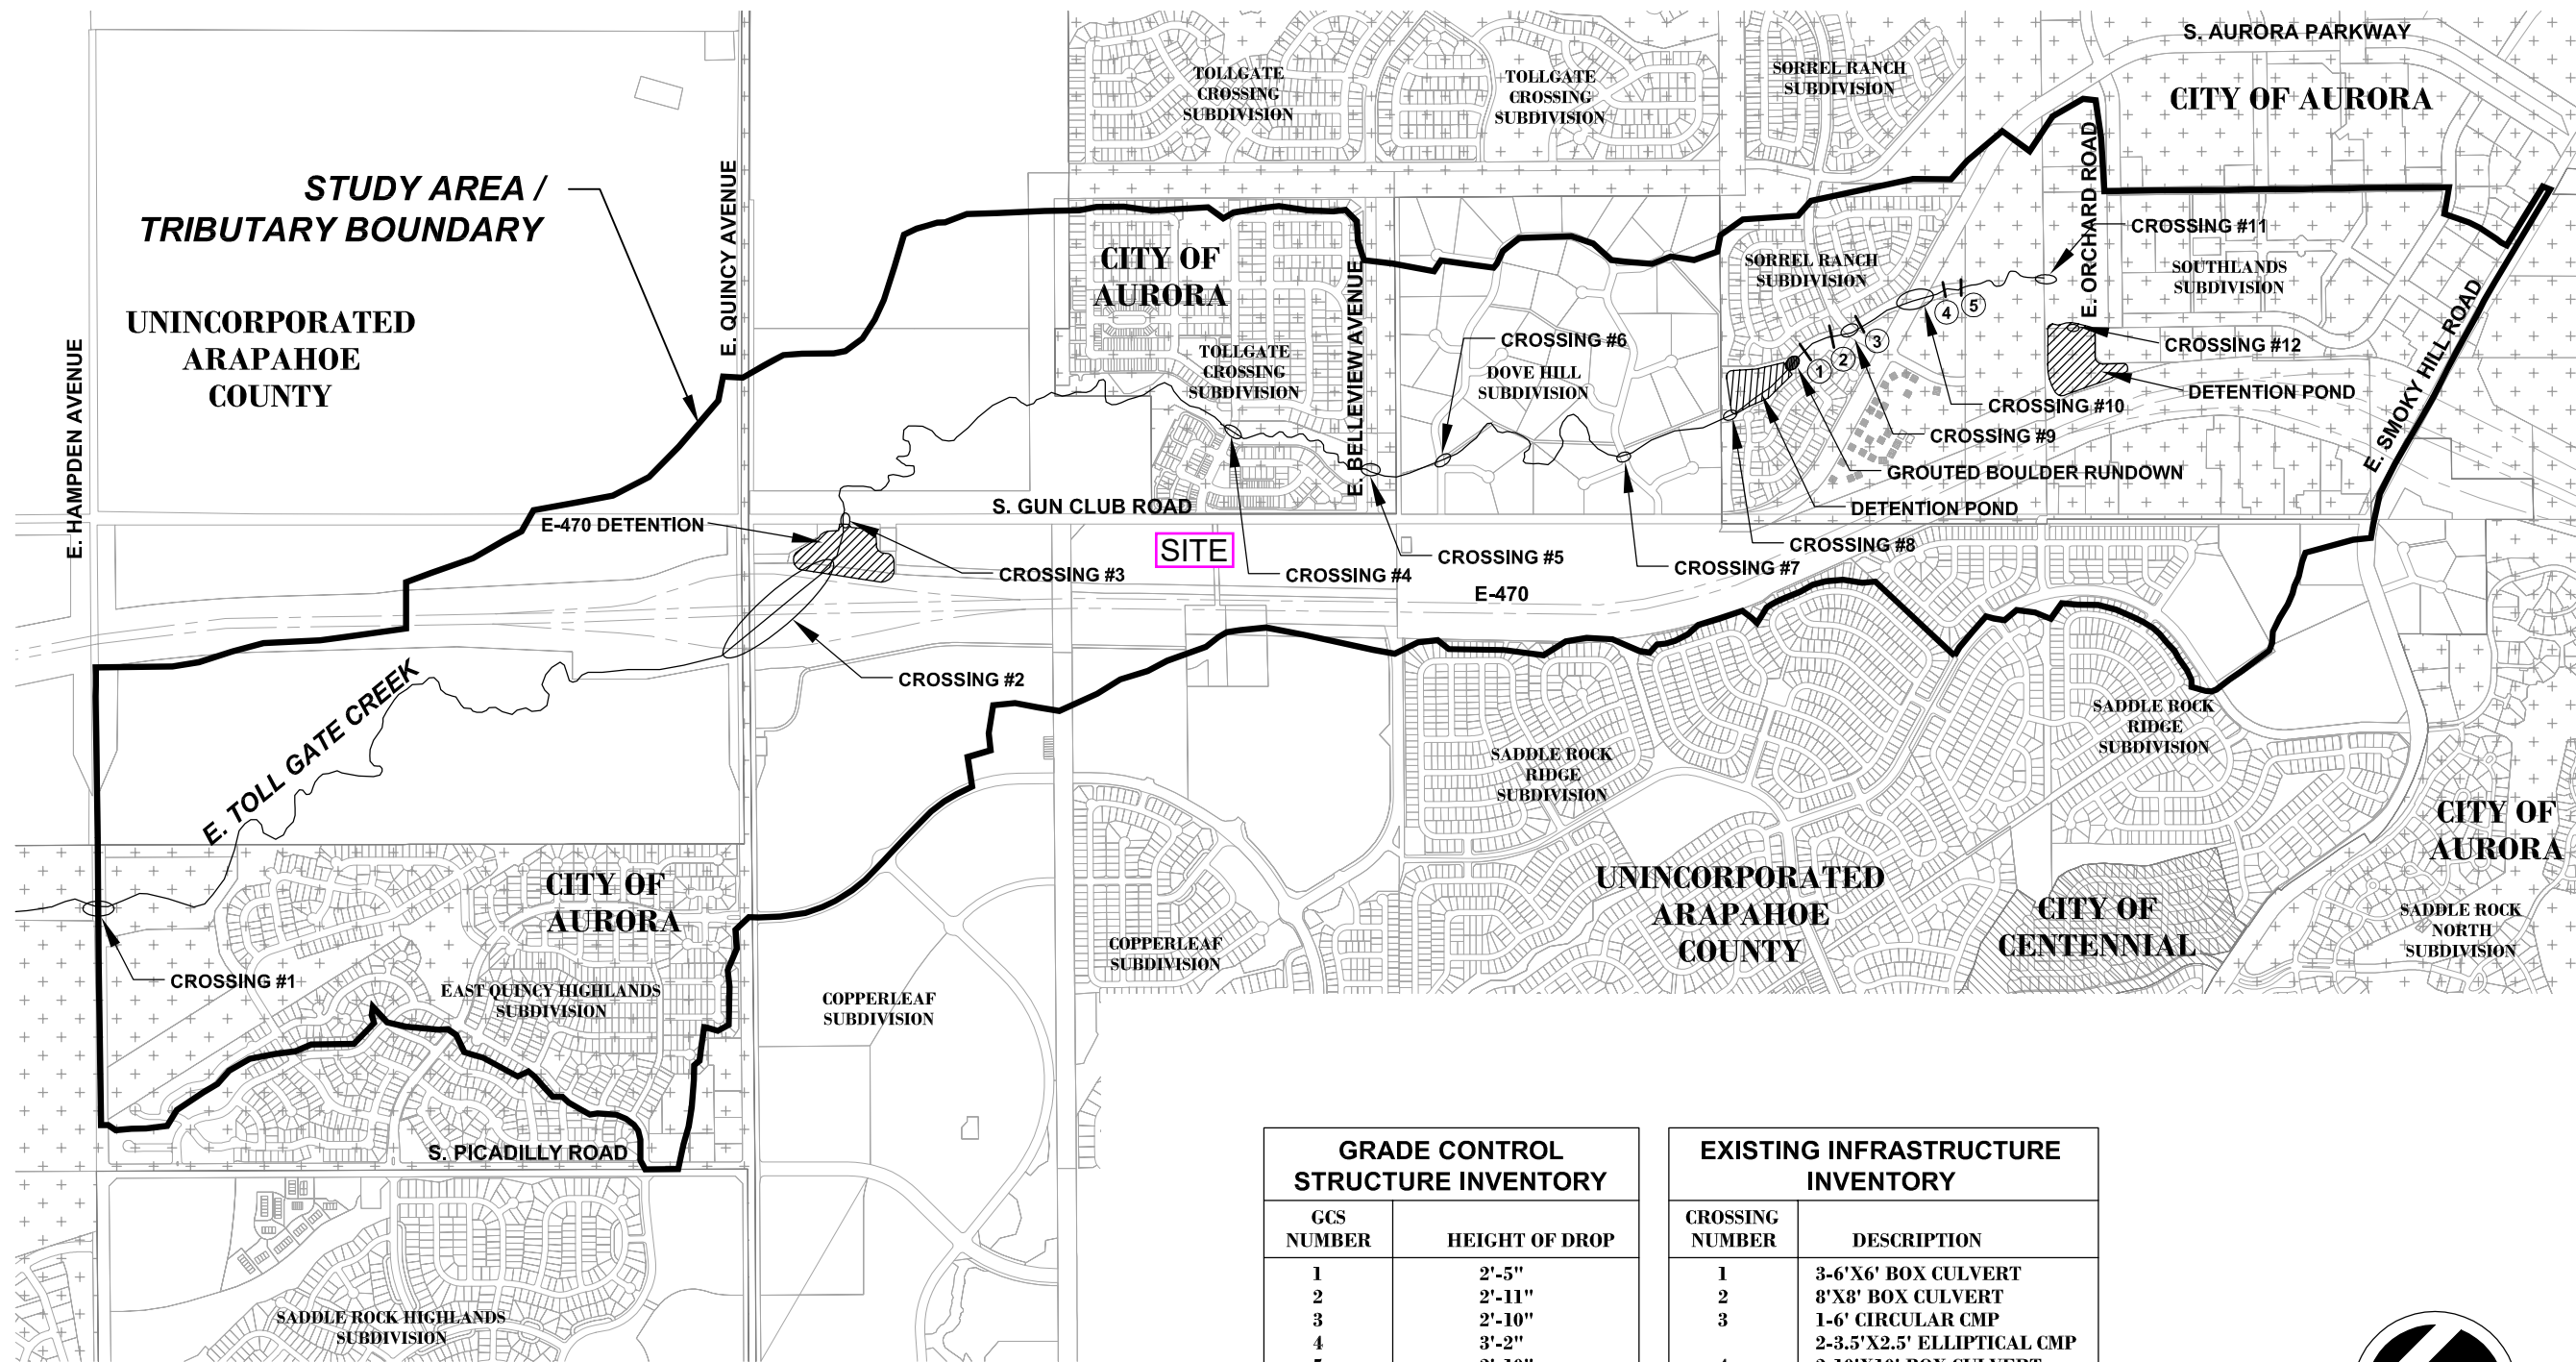 S. AURORA PARKWAY
TOLLGATE
CROSSING
SUBDIVISION
TOLLGATE
CROSSING
SUBDIVISION
SORREL RANCH
SUBDIVISION
CITY OF AURORA
STUDY AREA /
TRIBUTARY BOUNDARY
E. QUINCY AVENUE
E. ORCHARD ROAD
CROSSING #11
CITY OF
AURORA
SORREL RANCH
SUBDIVISION
SOUTHLANDS
SUBDIVISION
UNINCORPORATED
ARAPAHOE
COUNTY
E. HAMPDEN AVENUE
E. BELLEVIEW AVENUE
CROSSING #6
TOLLGATE
CROSSING
SUBDIVISION
DOVE HILL
SUBDIVISION
1
2
3
4
5
CROSSING #12
DETENTION POND
E. SMOKY HILL ROAD
CROSSING #10
CROSSING #9
GROUTED BOULDER RUNDOWN
DETENTION POND
S. GUN CLUB ROAD
E-470 DETENTION
SITE
CROSSING #8
CROSSING #5
CROSSING #7
CROSSING #4
CROSSING #3
E-470
CROSSING #2
E. TOLL GATE CREEK
SADDLE ROCK
RIDGE
SUBDIVISION
SADDLE ROCK
RIDGE
SUBDIVISION
CITY OF
AURORA
CITY OF
AURORA
UNINCORPORATED
ARAPAHOE
COUNTY
CITY OF
CENTENNIAL
SADDLE ROCK
NORTH
SUBDIVISION
COPPERLEAF
SUBDIVISION
CROSSING #1
EAST QUINCY HIGHLANDS
SUBDIVISION
COPPERLEAF
SUBDIVISION
S. PICADILLY ROAD
SADDLE ROCK HIGHLANDS
SUBDIVISION
GRADE CONTROL
STRUCTURE INVENTORY
GCS
NUMBER
HEIGHT OF DROP
1 2'-5"
2 2'-11"
3 2'-10"
4 3'-2"
EXISTING INFRASTRUCTURE
INVENTORY
CROSSING
NUMBER
DESCRIPTION
1 3-6'X6' BOX CULVERT
2 8'X8' BOX CULVERT
3 1-6' CIRCULAR CMP
2-3.5'X2.5' ELLIPTICAL CMP